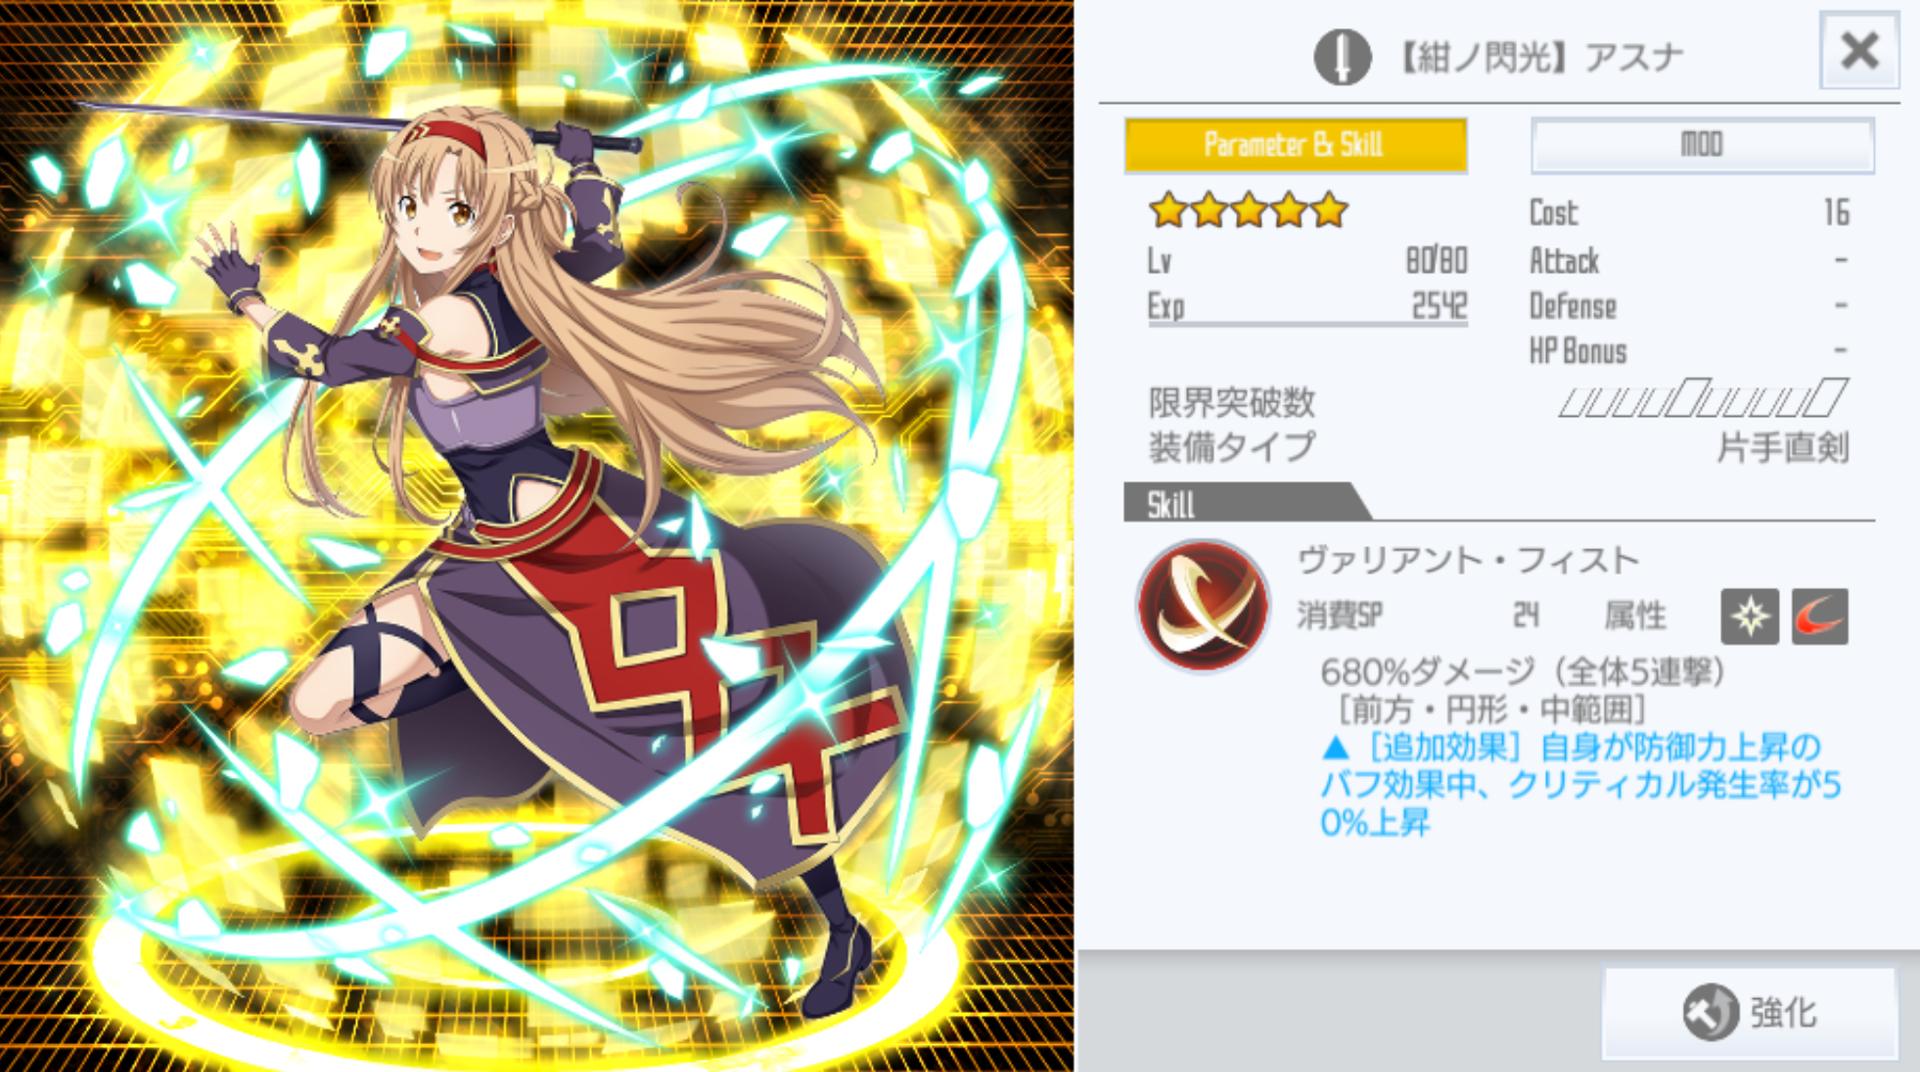 【紺ノ閃光】アスナ
Parameter & Skill
MOD
Lv 80/80
Exp 2542
Cost 16
Attack -
Defense -
HP Bonus -
限界突破数
装備タイプ 片手直剣
Skill
ヴァリアント・フィスト
消費SP 24 属性
680%ダメージ（全体5連撃）
［前方・円形・中範囲］
▲［追加効果］自身が防御力上昇の
バフ効果中、クリティカル発生率が5
0%上昇
強化